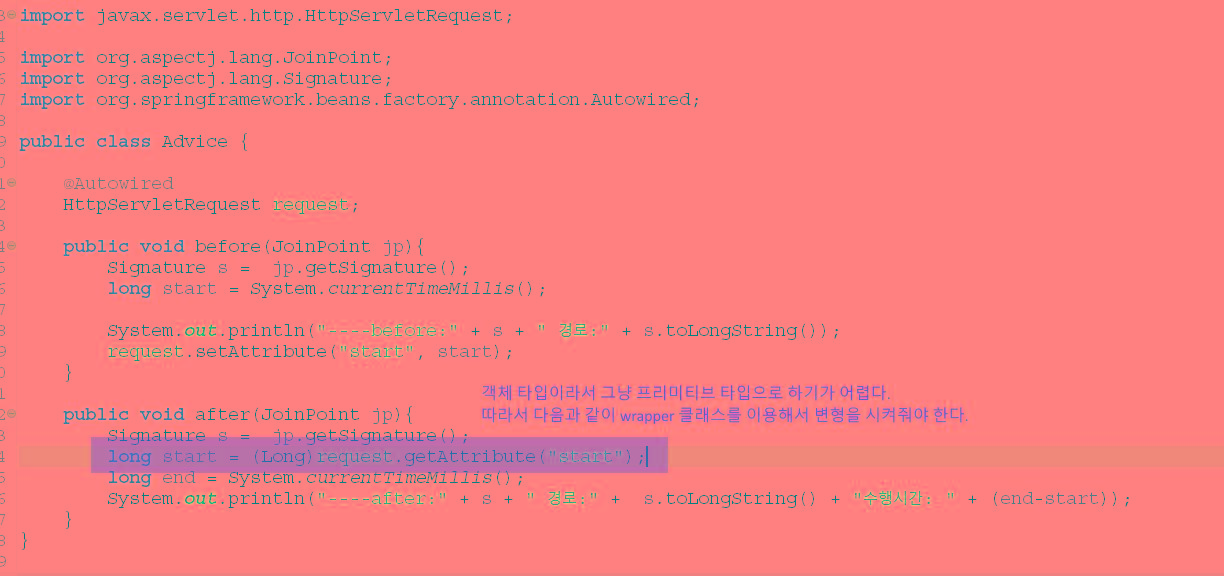 3 import javax.servlet.http.HttpServletRequest;
4
5 import org.aspectj.lang.JoinPoint;
6 import org.aspectj.lang.Signature;
7 import org.springframework.beans.factory.annotation.Autowired;
8
9 public class Advice {
0
1 @Autowired
2 HttpServletRequest request;
3
4 public void before(JoinPoint jp){
5 Signature s =  jp.getSignature();
6 long start = System.currentTimeMillis();
7
8 System.out.println("----before:" + s + " 경로:" + s.toLongString());
9 request.setAttribute("start", start);
0 }
1 객체 타입이라서 그냥 프리미티브 타입으로 하기가 어렵다.
2 public void after(JoinPoint jp){ 따라서 다음과 같이 wrapper 클래스를 이용해서 변형을 시켜줘야 한다.
3 Signature s =  jp.getSignature();
4 long start = (Long)request.getAttribute("start");
5 long end = System.currentTimeMillis();
6 System.out.println("----after:" + s + " 경로:" +  s.toLongString() + "수행시간: " + (end-start));
7 }
8 }
9